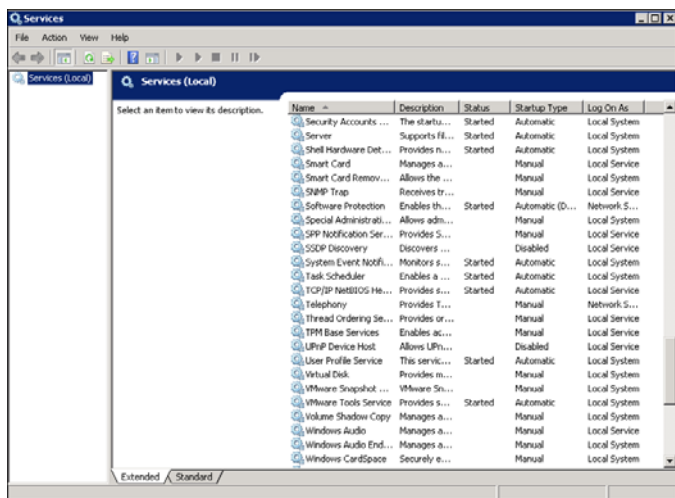 Services
File Action View Help
Services (Local)
Services (Local)
Select an item to view its description.
Name Description Status Startup Type Log On As
Security Accounts ... The startu... Started Automatic Local System
Server Supports fil... Started Automatic Local System
Shell Hardware Det... Provides n... Started Automatic Local System
Smart Card Manages a... Manual Local Service
Smart Card Remov... Allows the ... Manual Local System
SNMP Trap Receives tr... Manual Local Service
Software Protection Enables th... Started Automatic (D... Network S...
Special Administrati... Allows adm... Manual Local System
SPP Notification Ser... Provides S... Manual Local Service
SSDP Discovery Discovers ... Disabled Local Service
System Event Notifi... Monitors s... Started Automatic Local System
Task Scheduler Enables a ... Started Automatic Local System
TCP/IP NetBIOS He... Provides s... Started Automatic Local Service
Telephony Provides T... Manual Network S...
Thread Ordering Se... Provides or... Manual Local Service
TPM Base Services Enables ac... Manual Local Service
UPnP Device Host Allows UPn... Disabled Local Service
User Profile Service This servic... Started Automatic Local System
Virtual Disk Provides m... Manual Local System
VMware Snapshot ... VMware Sn... Manual Local System
VMware Tools Service Provides s... Started Automatic Local System
Volume Shadow Copy Manages a... Manual Local System
Windows Audio Manages a... Manual Local Service
Windows Audio End... Manages a... Manual Local System
Windows CardSpace Securely e... Manual Local System
Extended Standard